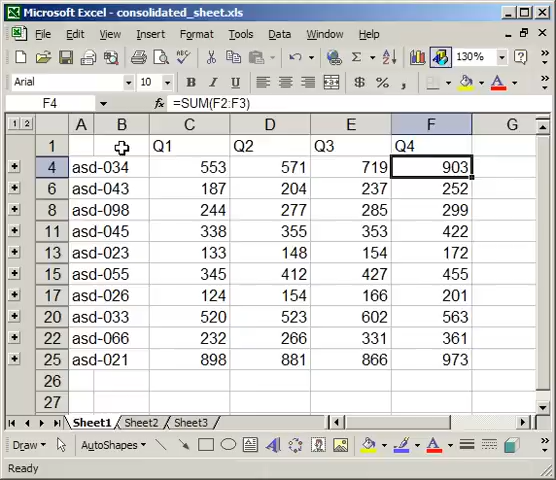 Microsoft Excel - consolidated_sheet.xls
File Edit View Insert Format Tools Data Window Help
130%
Arial 10 B I U $ %
F4 fx =SUM(F2:F3)
1 2 A B C D E F G
1 Q1 Q2 Q3 Q4
4 asd-034 553 571 719 903
6 asd-043 187 204 237 252
8 asd-098 244 277 285 299
11 asd-045 338 355 353 422
13 asd-023 133 148 154 172
15 asd-055 345 412 427 455
17 asd-026 124 154 166 201
20 asd-033 520 523 602 563
22 asd-066 232 266 331 361
25 asd-021 898 881 866 973
26
27
Sheet1 Sheet2 Sheet3
Draw AutoShapes
Ready